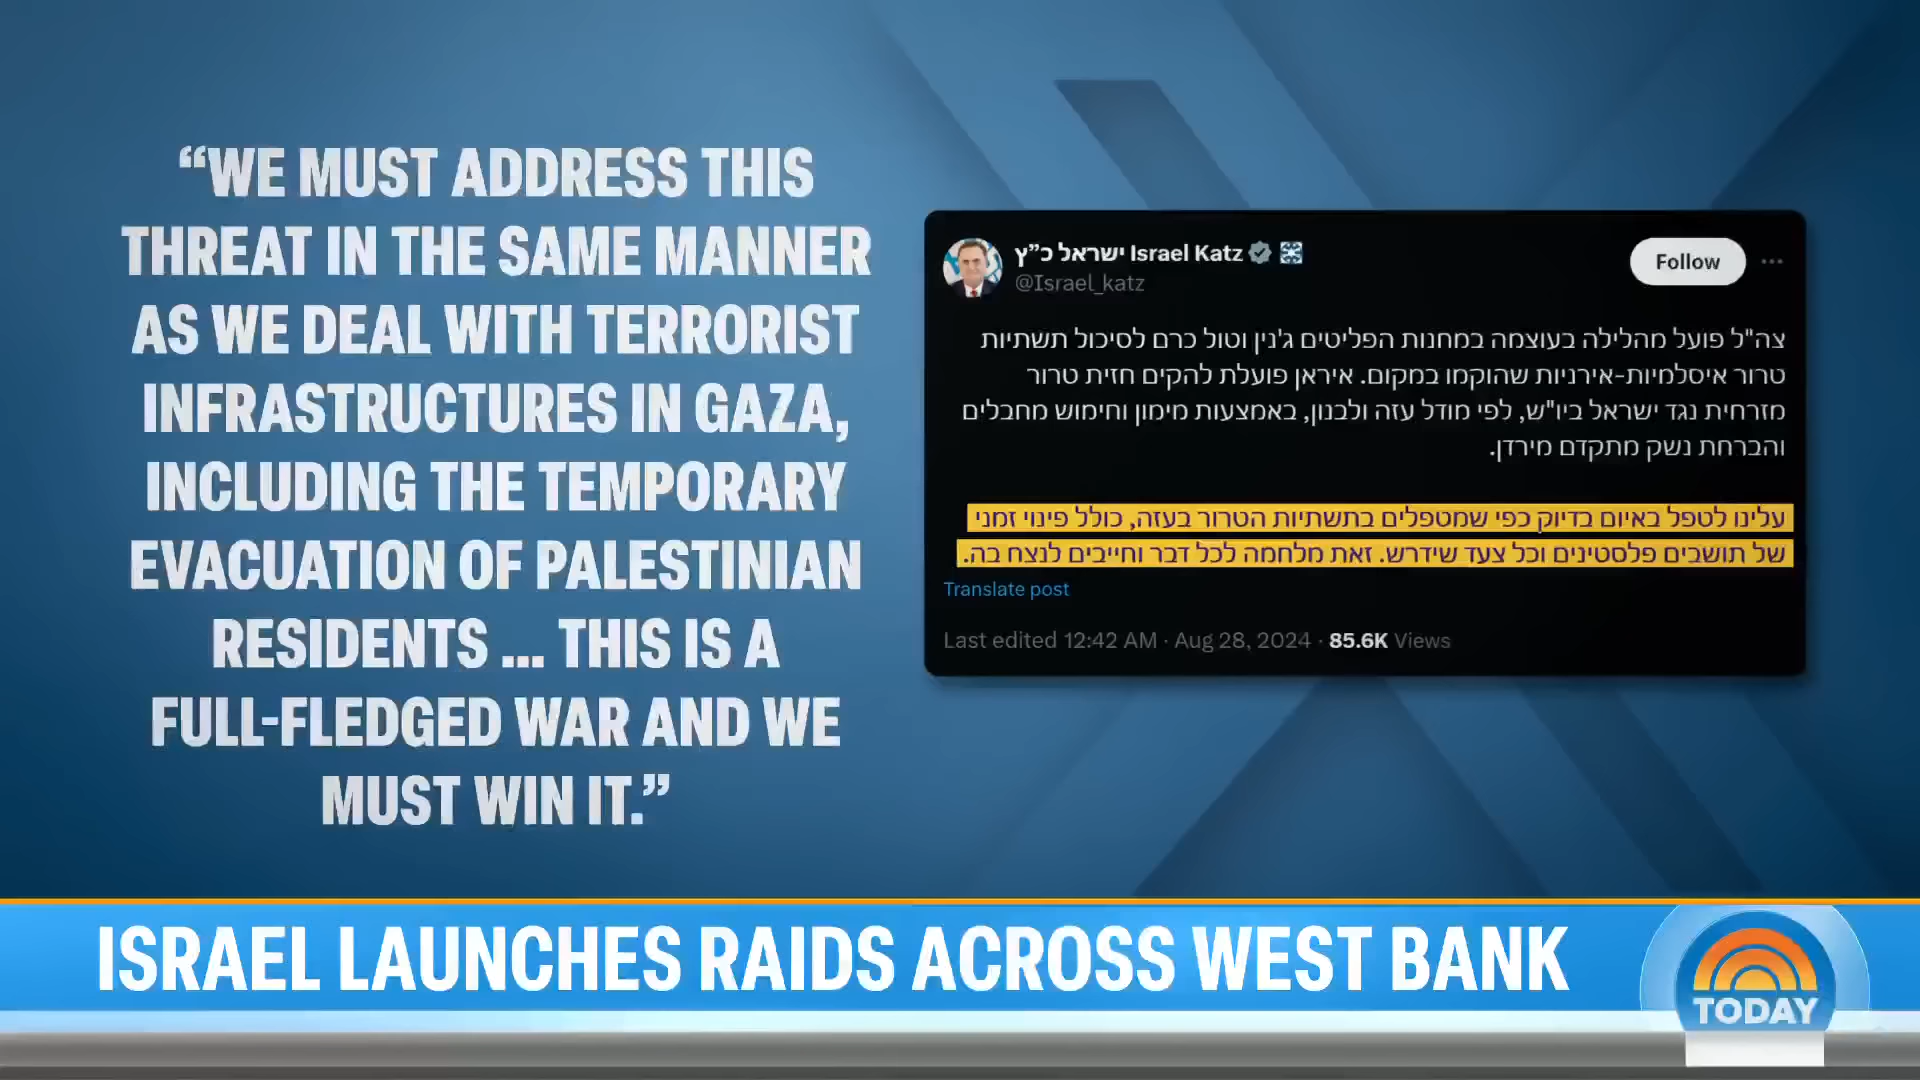 “WE MUST ADDRESS THIS
THREAT IN THE SAME MANNER
AS WE DEAL WITH TERRORIST
INFRASTRUCTURES IN GAZA,
INCLUDING THE TEMPORARY
EVACUATION OF PALESTINIAN
RESIDENTS ... THIS IS A
FULL-FLEDGED WAR AND WE
MUST WIN IT.”
ישראל כ”ץ Israel Katz
@Israel_katz
Follow
צה"ל פועל מהלילה בעוצמה במחנות הפליטים ג'נין וטול כרם לסיכול תשתיות
טרור איסלמיות-אירניות שהוקמו במקום. איראן פועלת להקים חזית טרור
מזרחית נגד ישראל ביו"ש, לפי מודל עזה ולבנון, באמצעות מימון וחימוש מחבלים
והברחת נשק מתקדם מירדן.
עלינו לטפל באיום בדיוק כפי שמטפלים בתשתיות הטרור בעזה, כולל פינוי זמני
של תושבים פלסטינים וכל צעד שידרש. זאת מלחמה לכל דבר וחייבים לנצח בה.
Translate post
Last edited 12:42 AM · Aug 28, 2024 · 85.6K Views
ISRAEL LAUNCHES RAIDS ACROSS WEST BANK
TODAY